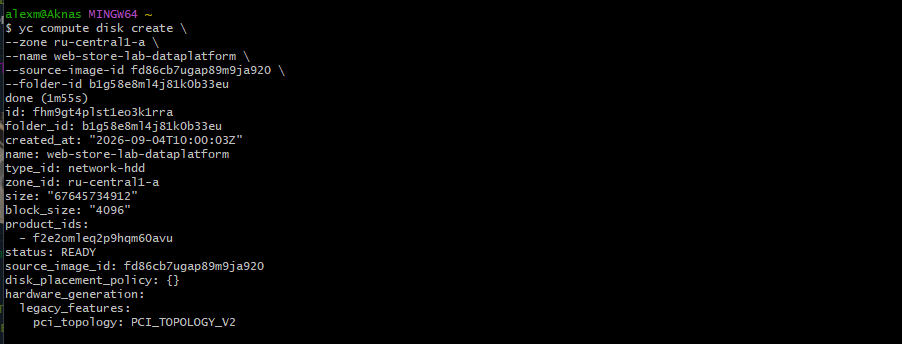 alexm@Aknas MINGW64 ~
$ yc compute disk create \
--zone ru-central1-a \
--name web-store-lab-dataplatform \
--source-image-id fd86cb7ugap89m9ja920 \
--folder-id b1g58e8ml4j81k0b33eu
done (1m55s)
id: fhm9gt4plst1eo3k1rra
folder_id: b1g58e8ml4j81k0b33eu
created_at: "2026-09-04T10:00:03Z"
name: web-store-lab-dataplatform
type_id: network-hdd
zone_id: ru-central1-a
size: "67645734912"
block_size: "4096"
product_ids:
  - f2e2omleq2p9hqm60avu
status: READY
source_image_id: fd86cb7ugap89m9ja920
disk_placement_policy: {}
hardware_generation:
  legacy_features:
    pci_topology: PCI_TOPOLOGY_V2